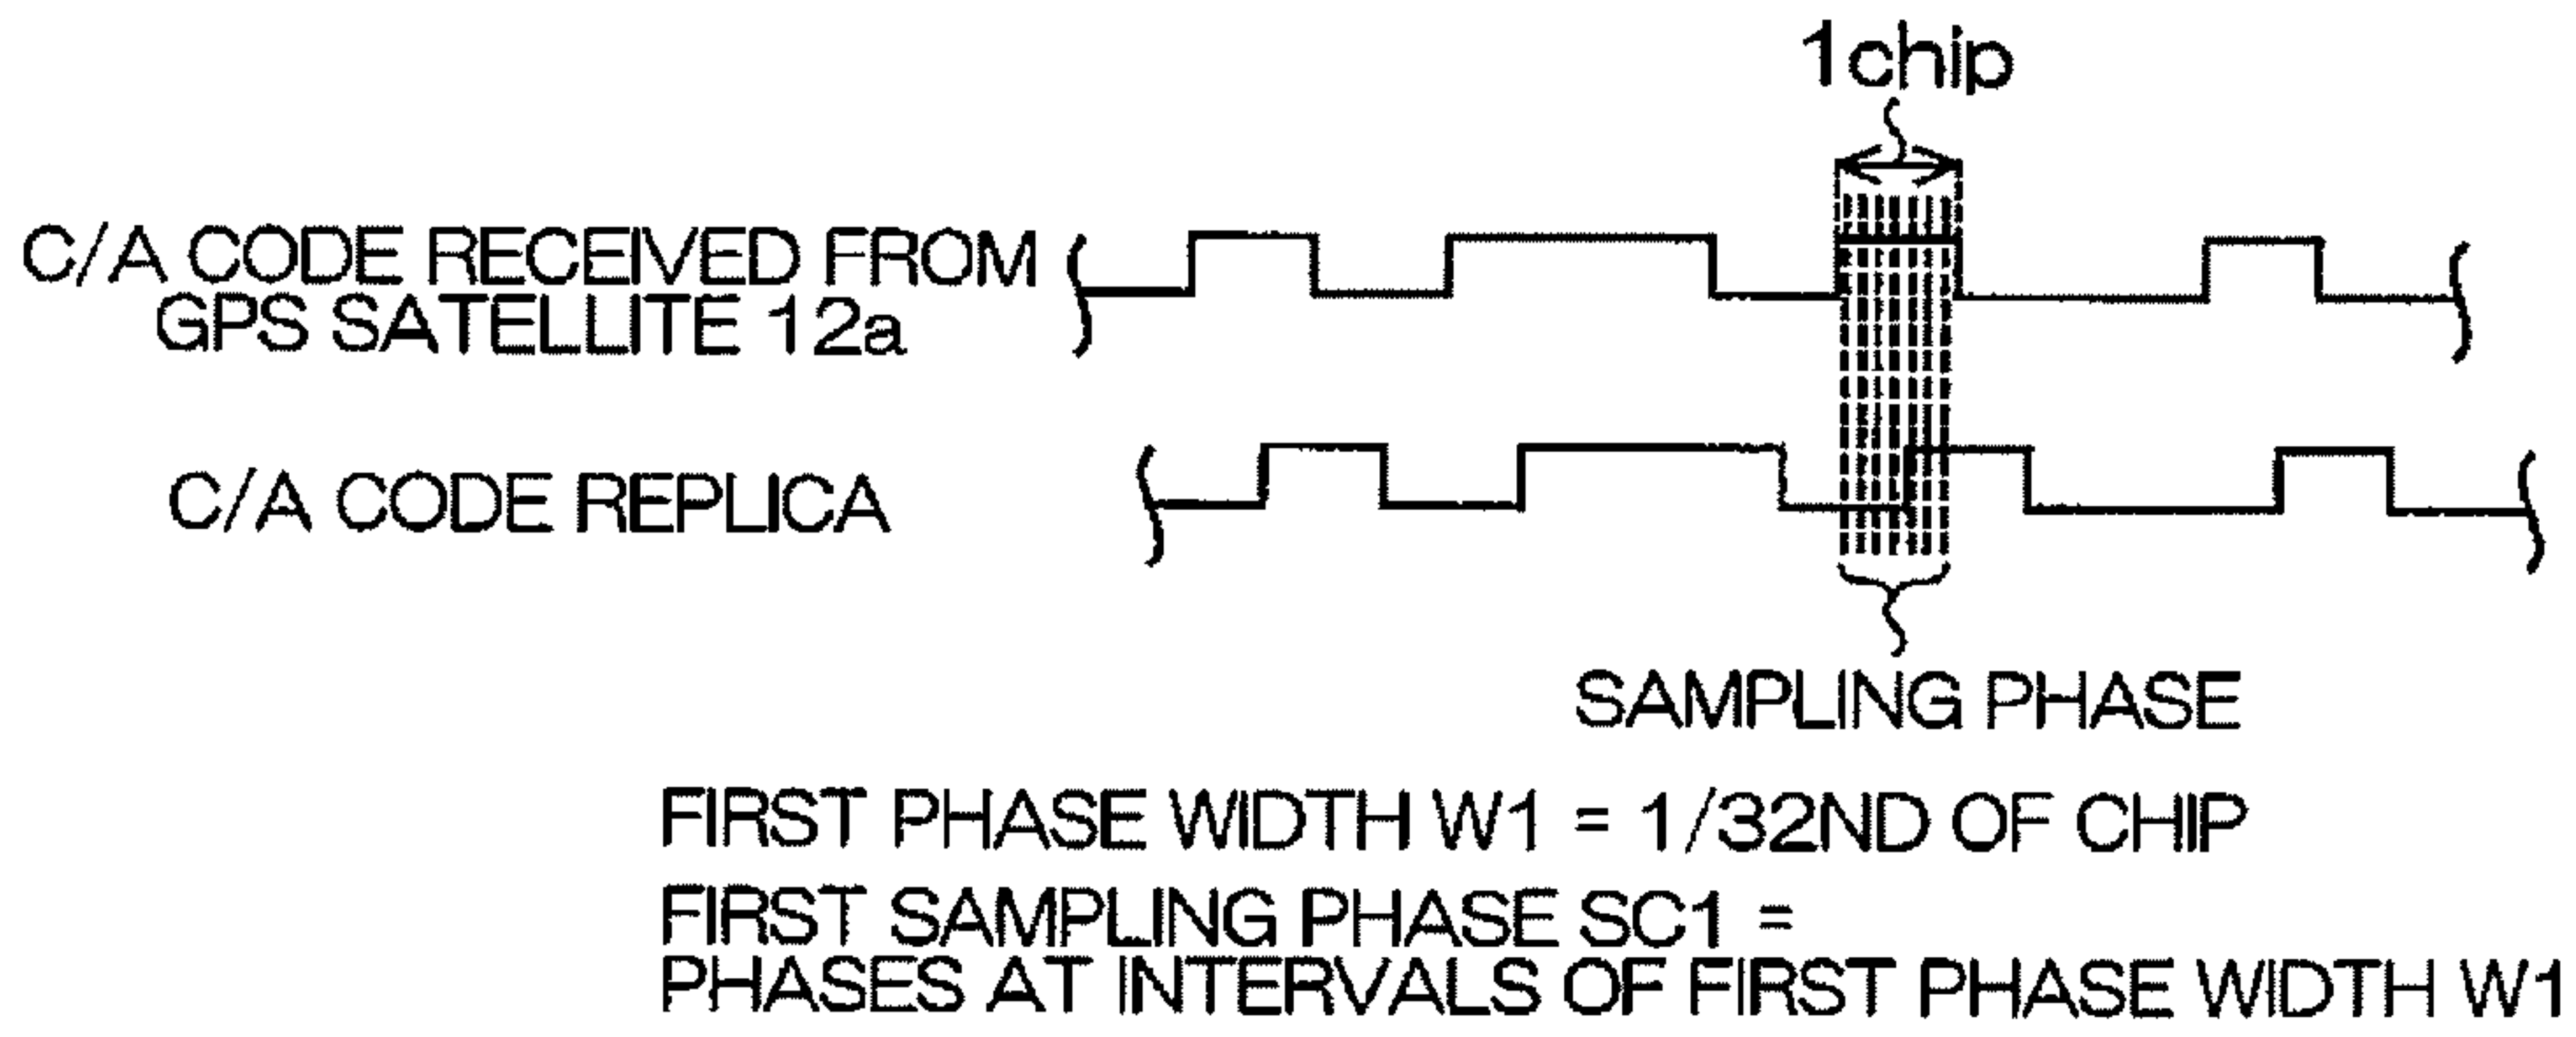 1chip
C/A CODE RECEIVED FROM
GPS SATELLITE 12a
C/A CODE REPLICA
SAMPLING PHASE
FIRST PHASE WIDTH W1 = 1/32ND OF CHIP
FIRST SAMPLING PHASE SC1 =
PHASES AT INTERVALS OF FIRST PHASE WIDTH W1